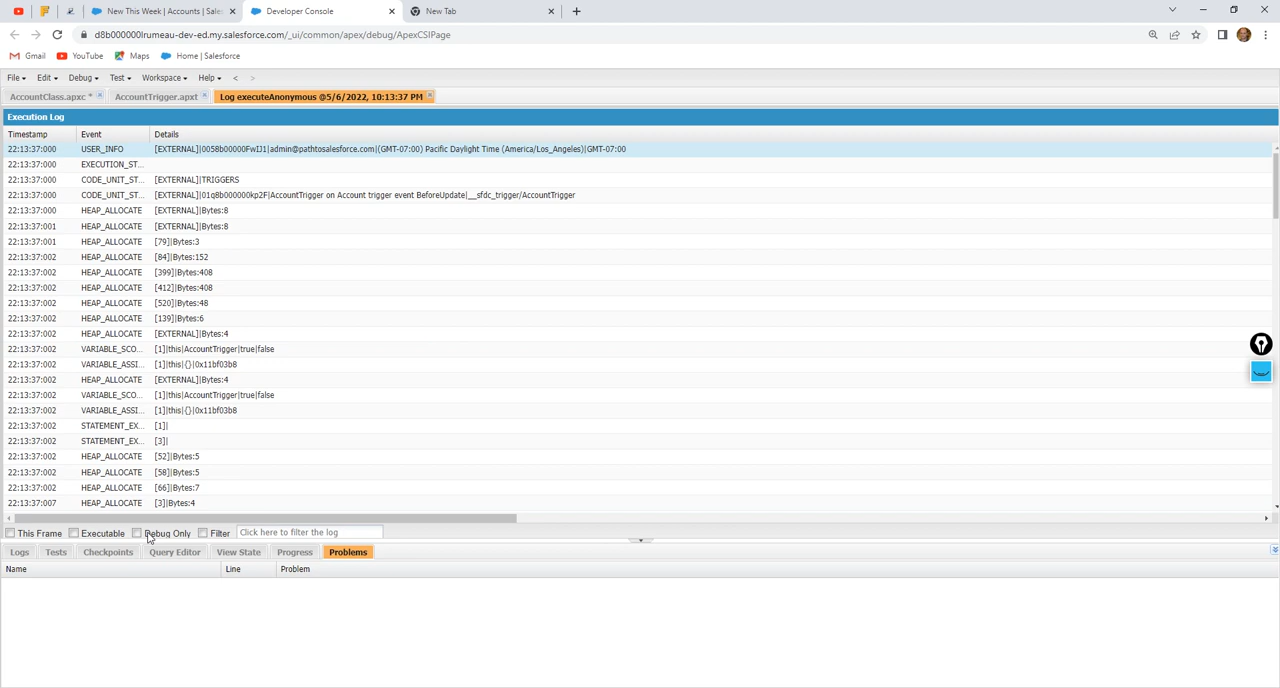 New This Week | Accounts | Sales
Developer Console
New Tab
d8b000000lrumeau-dev-ed.my.salesforce.com/_ui/common/apex/debug/ApexCSIPage
Gmail YouTube Maps Home | Salesforce
File Edit Debug Test Workspace Help < >
AccountClass.apxc * AccountTrigger.apxt Log executeAnonymous @5/6/2022, 10:13:37 PM
Execution Log
Timestamp Event Details
22:13:37:000 USER_INFO [EXTERNAL]|0058b00000FwIJ1|admin@pathtosalesforce.com|(GMT-07:00) Pacific Daylight Time (America/Los_Angeles)|GMT-07:00
22:13:37:000 EXECUTION_ST...
22:13:37:000 CODE_UNIT_ST... [EXTERNAL]|TRIGGERS
22:13:37:000 CODE_UNIT_ST... [EXTERNAL]|01q8b000000kp2F|AccountTrigger on Account trigger event BeforeUpdate|__sfdc_trigger/AccountTrigger
22:13:37:000 HEAP_ALLOCATE [EXTERNAL]|Bytes:8
22:13:37:001 HEAP_ALLOCATE [EXTERNAL]|Bytes:8
22:13:37:001 HEAP_ALLOCATE [79]|Bytes:3
22:13:37:002 HEAP_ALLOCATE [84]|Bytes:152
22:13:37:002 HEAP_ALLOCATE [399]|Bytes:408
22:13:37:002 HEAP_ALLOCATE [412]|Bytes:408
22:13:37:002 HEAP_ALLOCATE [520]|Bytes:48
22:13:37:002 HEAP_ALLOCATE [139]|Bytes:6
22:13:37:002 HEAP_ALLOCATE [EXTERNAL]|Bytes:4
22:13:37:002 VARIABLE_SCO... [1]|this|AccountTrigger|true|false
22:13:37:002 VARIABLE_ASSI... [1]|this|{}|0x11bf03b8
22:13:37:002 HEAP_ALLOCATE [EXTERNAL]|Bytes:4
22:13:37:002 VARIABLE_SCO... [1]|this|AccountTrigger|true|false
22:13:37:002 VARIABLE_ASSI... [1]|this|{}|0x11bf03b8
22:13:37:002 STATEMENT_EX... [1]|
22:13:37:002 STATEMENT_EX... [3]|
22:13:37:002 HEAP_ALLOCATE [52]|Bytes:5
22:13:37:002 HEAP_ALLOCATE [58]|Bytes:5
22:13:37:002 HEAP_ALLOCATE [66]|Bytes:7
22:13:37:007 HEAP_ALLOCATE [3]|Bytes:4
This Frame Executable Debug Only Filter Click here to filter the log
Logs Tests Checkpoints Query Editor View State Progress Problems
Name Line Problem